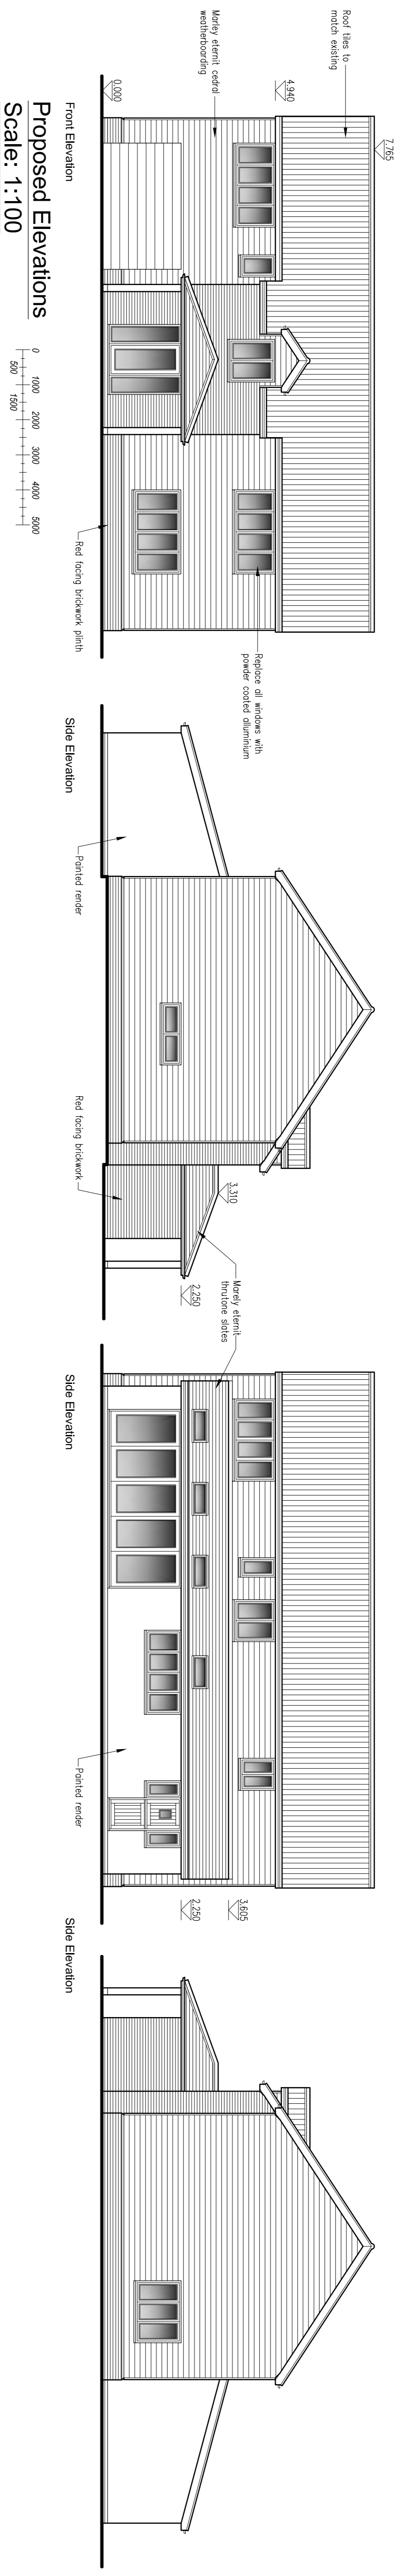 Roof tiles to
match existing
7.765
Marley eternit cedral
weatherboarding
4.940
0.000
Front Elevation
Replace all windows with
powder coated alluminium
Red facing brickwork plinth
Proposed Elevations
Scale: 1:100
0
500
1000
1500
2000
3000
4000
5000
Side Elevation
Painted render
Red facing brickwork
3.310
2.250
Marely eternit
thrutone slates
Side Elevation
Painted render
3.605
2.250
Side Elevation